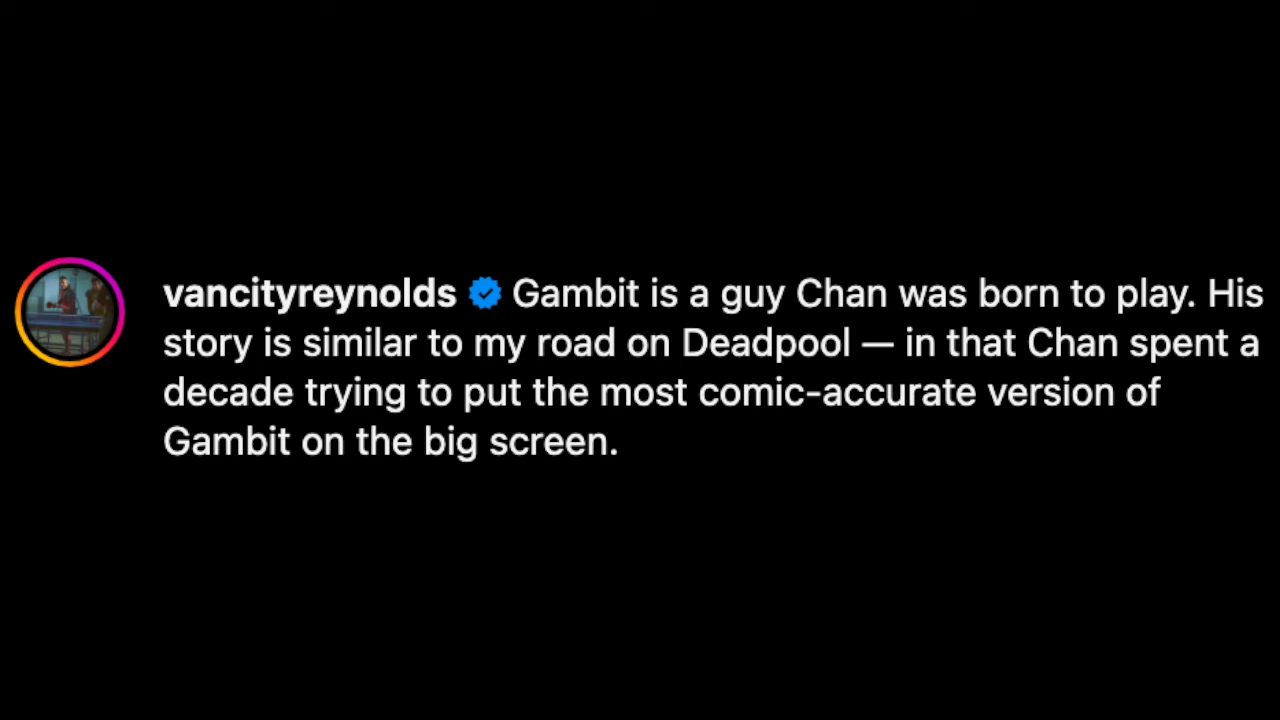 vancityreynolds Gambit is a guy Chan was born to play. His
story is similar to my road on Deadpool — in that Chan spent a
decade trying to put the most comic-accurate version of
Gambit on the big screen.